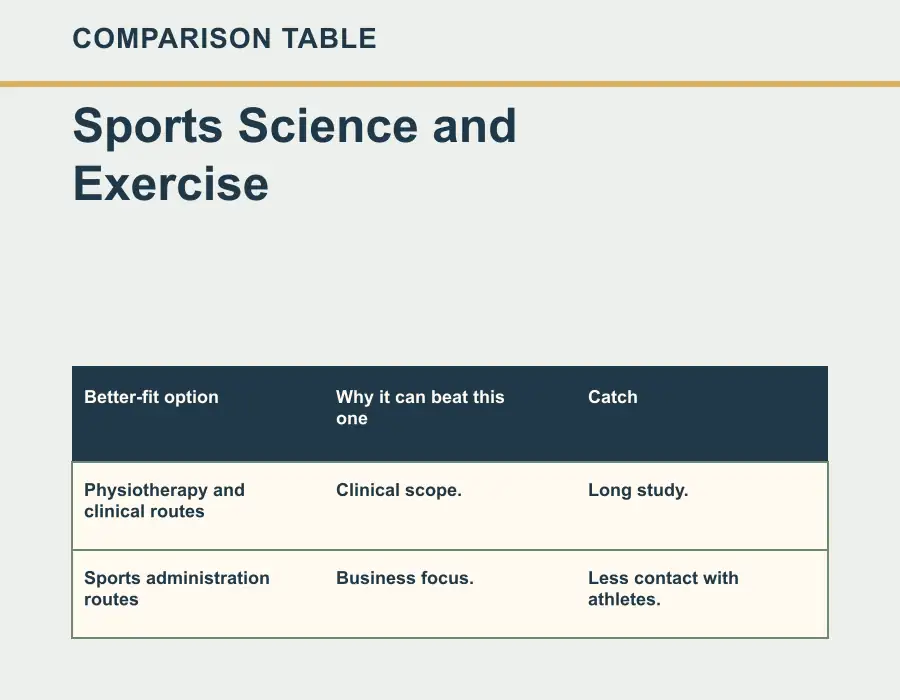 COMPARISON TABLE
Sports Science and
Exercise
Better-fit option
Why it can beat this
one
Catch
Physiotherapy and
clinical routes
Clinical scope.
Long study.
Sports administration
routes
Business focus.
Less contact with
athletes.